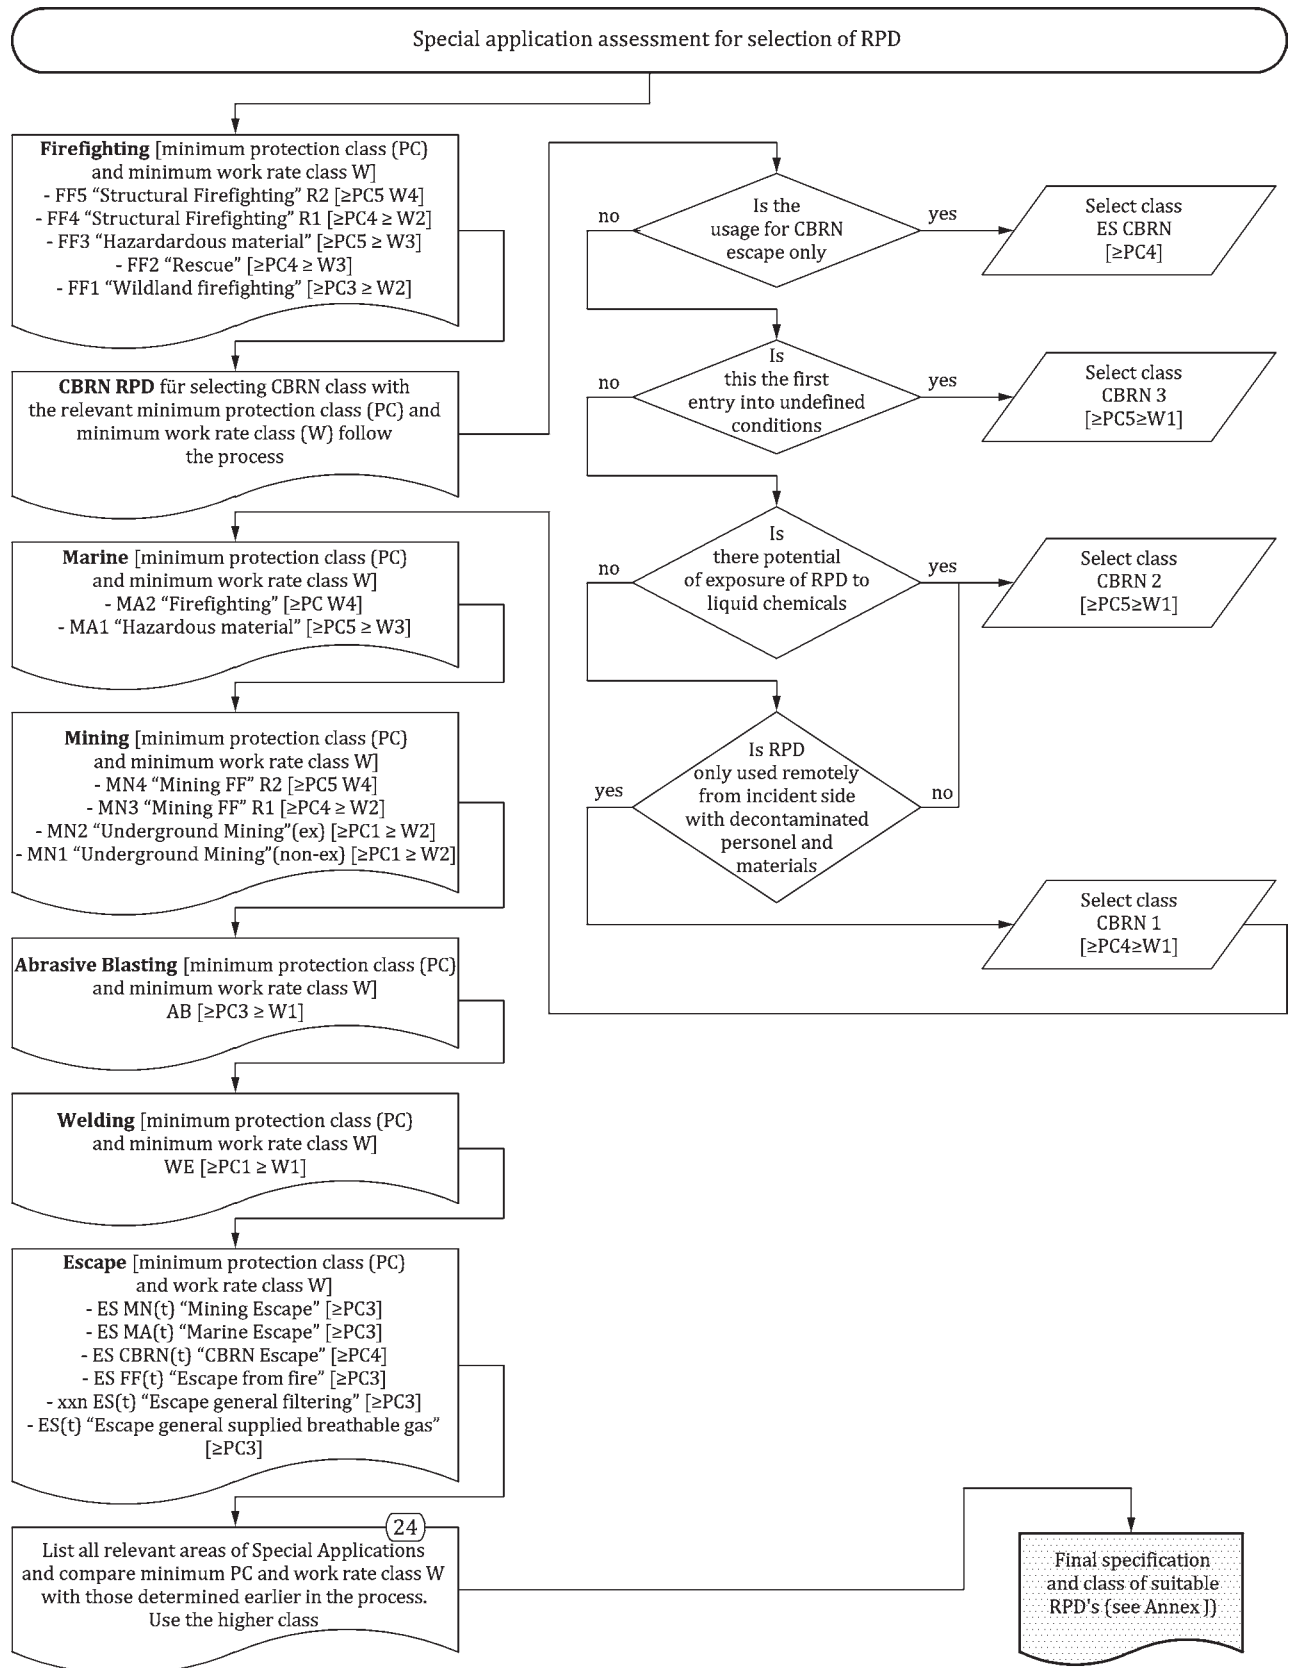 Special application assessment for selection of RPD
Firefighting [minimum protection class (PC)
and minimum work rate class W]
- FF5 “Structural Firefighting” R2 [≥PC5 W4]
- FF4 “Structural Firefighting” R1 [≥PC4 ≥ W2]
- FF3 “Hazardardous material” [≥PC5 ≥ W3]
- FF2 “Rescue” [≥PC4 ≥ W3]
- FF1 “Wildland firefighting” [≥PC3 ≥ W2]
CBRN RPD für selecting CBRN class with
the relevant minimum protection class (PC) and
minimum work rate class (W) follow
the process
Is the
usage for CBRN
escape only
no
yes
Select class
ES CBRN
[≥PC4]
Is
this the first
entry into undefined
conditions
no
yes
Select class
CBRN 3
[≥PC5≥W1]
Is
there potential
of exposure of RPD to
liquid chemicals
no
yes
Select class
CBRN 2
[≥PC5≥W1]
Is RPD
only used remotely
from incident side
with decontaminated
personel and
materials
yes
no
Select class
CBRN 1
[≥PC4≥W1]
Marine [minimum protection class (PC)
and minimum work rate class W]
- MA2 “Firefighting” [≥PC W4]
- MA1 “Hazardous material” [≥PC5 ≥ W3]
Mining [minimum protection class (PC)
and minimum work rate class W]
- MN4 “Mining FF” R2 [≥PC5 W4]
- MN3 “Mining FF” R1 [≥PC4 ≥ W2]
- MN2 “Underground Mining”(ex) [≥PC1 ≥ W2]
- MN1 “Underground Mining”(non-ex) [≥PC1 ≥ W2]
Abrasive Blasting [minimum protection class (PC)
and minimum work rate class W]
AB [≥PC3 ≥ W1]
Welding [minimum protection class (PC)
and minimum work rate class W]
WE [≥PC1 ≥ W1]
Escape [minimum protection class (PC)
and work rate class W]
- ES MN(t) “Mining Escape” [≥PC3]
- ES MA(t) “Marine Escape” [≥PC3]
- ES CBRN(t) “CBRN Escape” [≥PC4]
- ES FF(t) “Escape from fire” [≥PC3]
- xxn ES(t) “Escape general filtering” [≥PC3]
- ES(t) “Escape general supplied breathable gas”
[≥PC3]
24
List all relevant areas of Special Applications
and compare minimum PC and work rate class W
with those determined earlier in the process.
Use the higher class
Final specification
and class of suitable
RPD's (see Annex J)